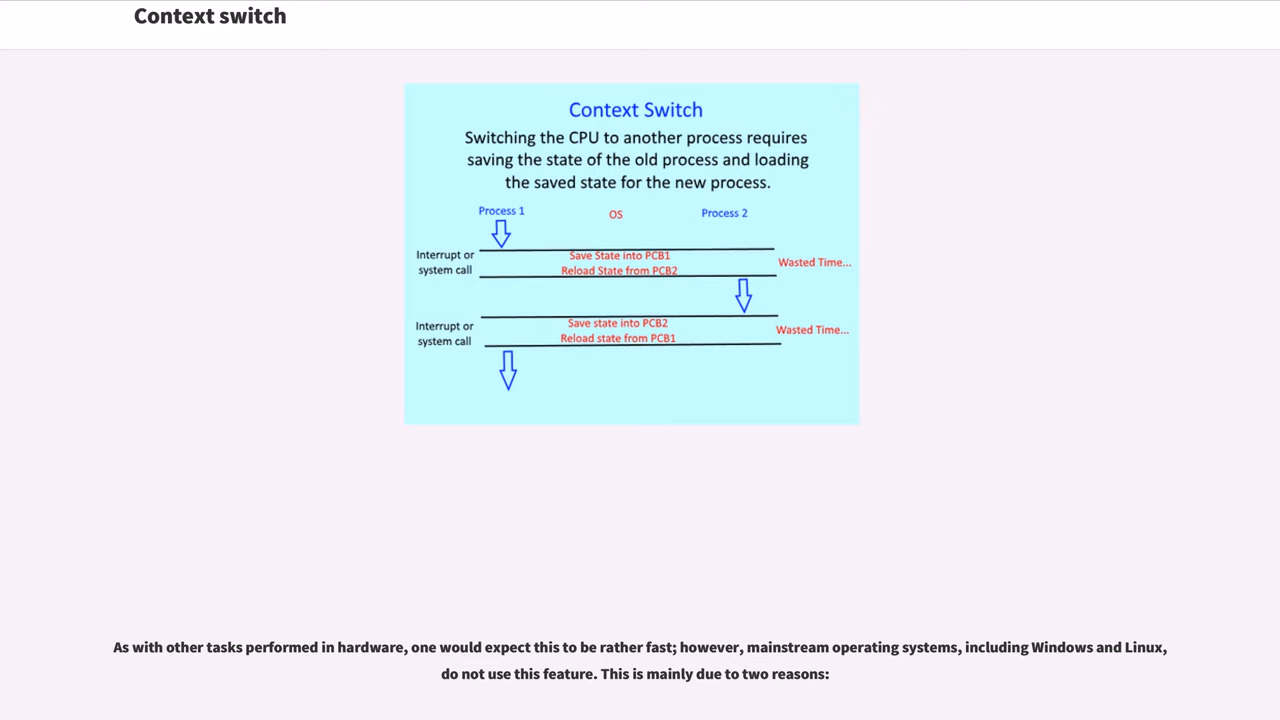 Context switch
Context Switch
Switching the CPU to another process requires
saving the state of the old process and loading
the saved state for the new process.
Process 1 OS Process 2
Interrupt or
system call
Save State into PCB1
Reload State from PCB2
Wasted Time...
Interrupt or
system call
Save state into PCB2
Reload state from PCB1
Wasted Time...
As with other tasks performed in hardware, one would expect this to be rather fast; however, mainstream operating systems, including Windows and Linux,
do not use this feature. This is mainly due to two reasons: